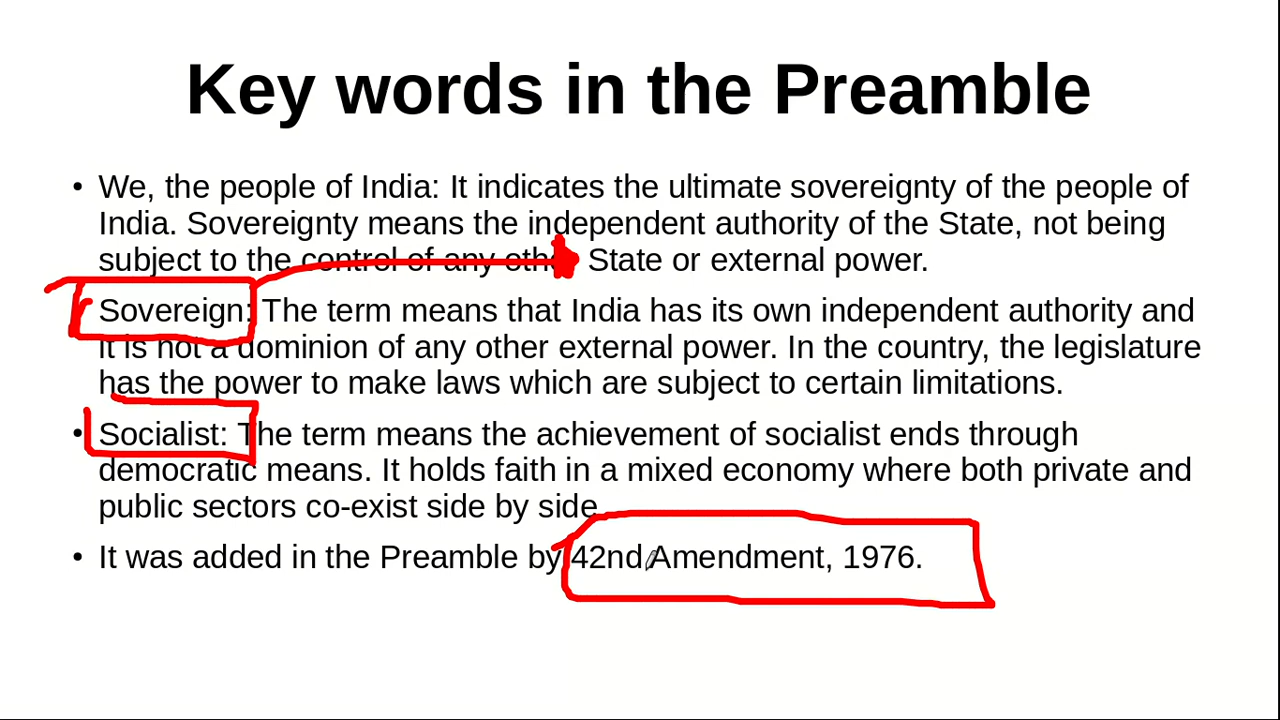 Key words in the Preamble
• We, the people of India: It indicates the ultimate sovereignty of the people of
India. Sovereignty means the independent authority of the State, not being
subject to the control of any other State or external power.
Sovereign: The term means that India has its own independent authority and
it is not a dominion of any other external power. In the country, the legislature
has the power to make laws which are subject to certain limitations.
• Socialist: The term means the achievement of socialist ends through
democratic means. It holds faith in a mixed economy where both private and
public sectors co-exist side by side.
• It was added in the Preamble by 42nd Amendment, 1976.